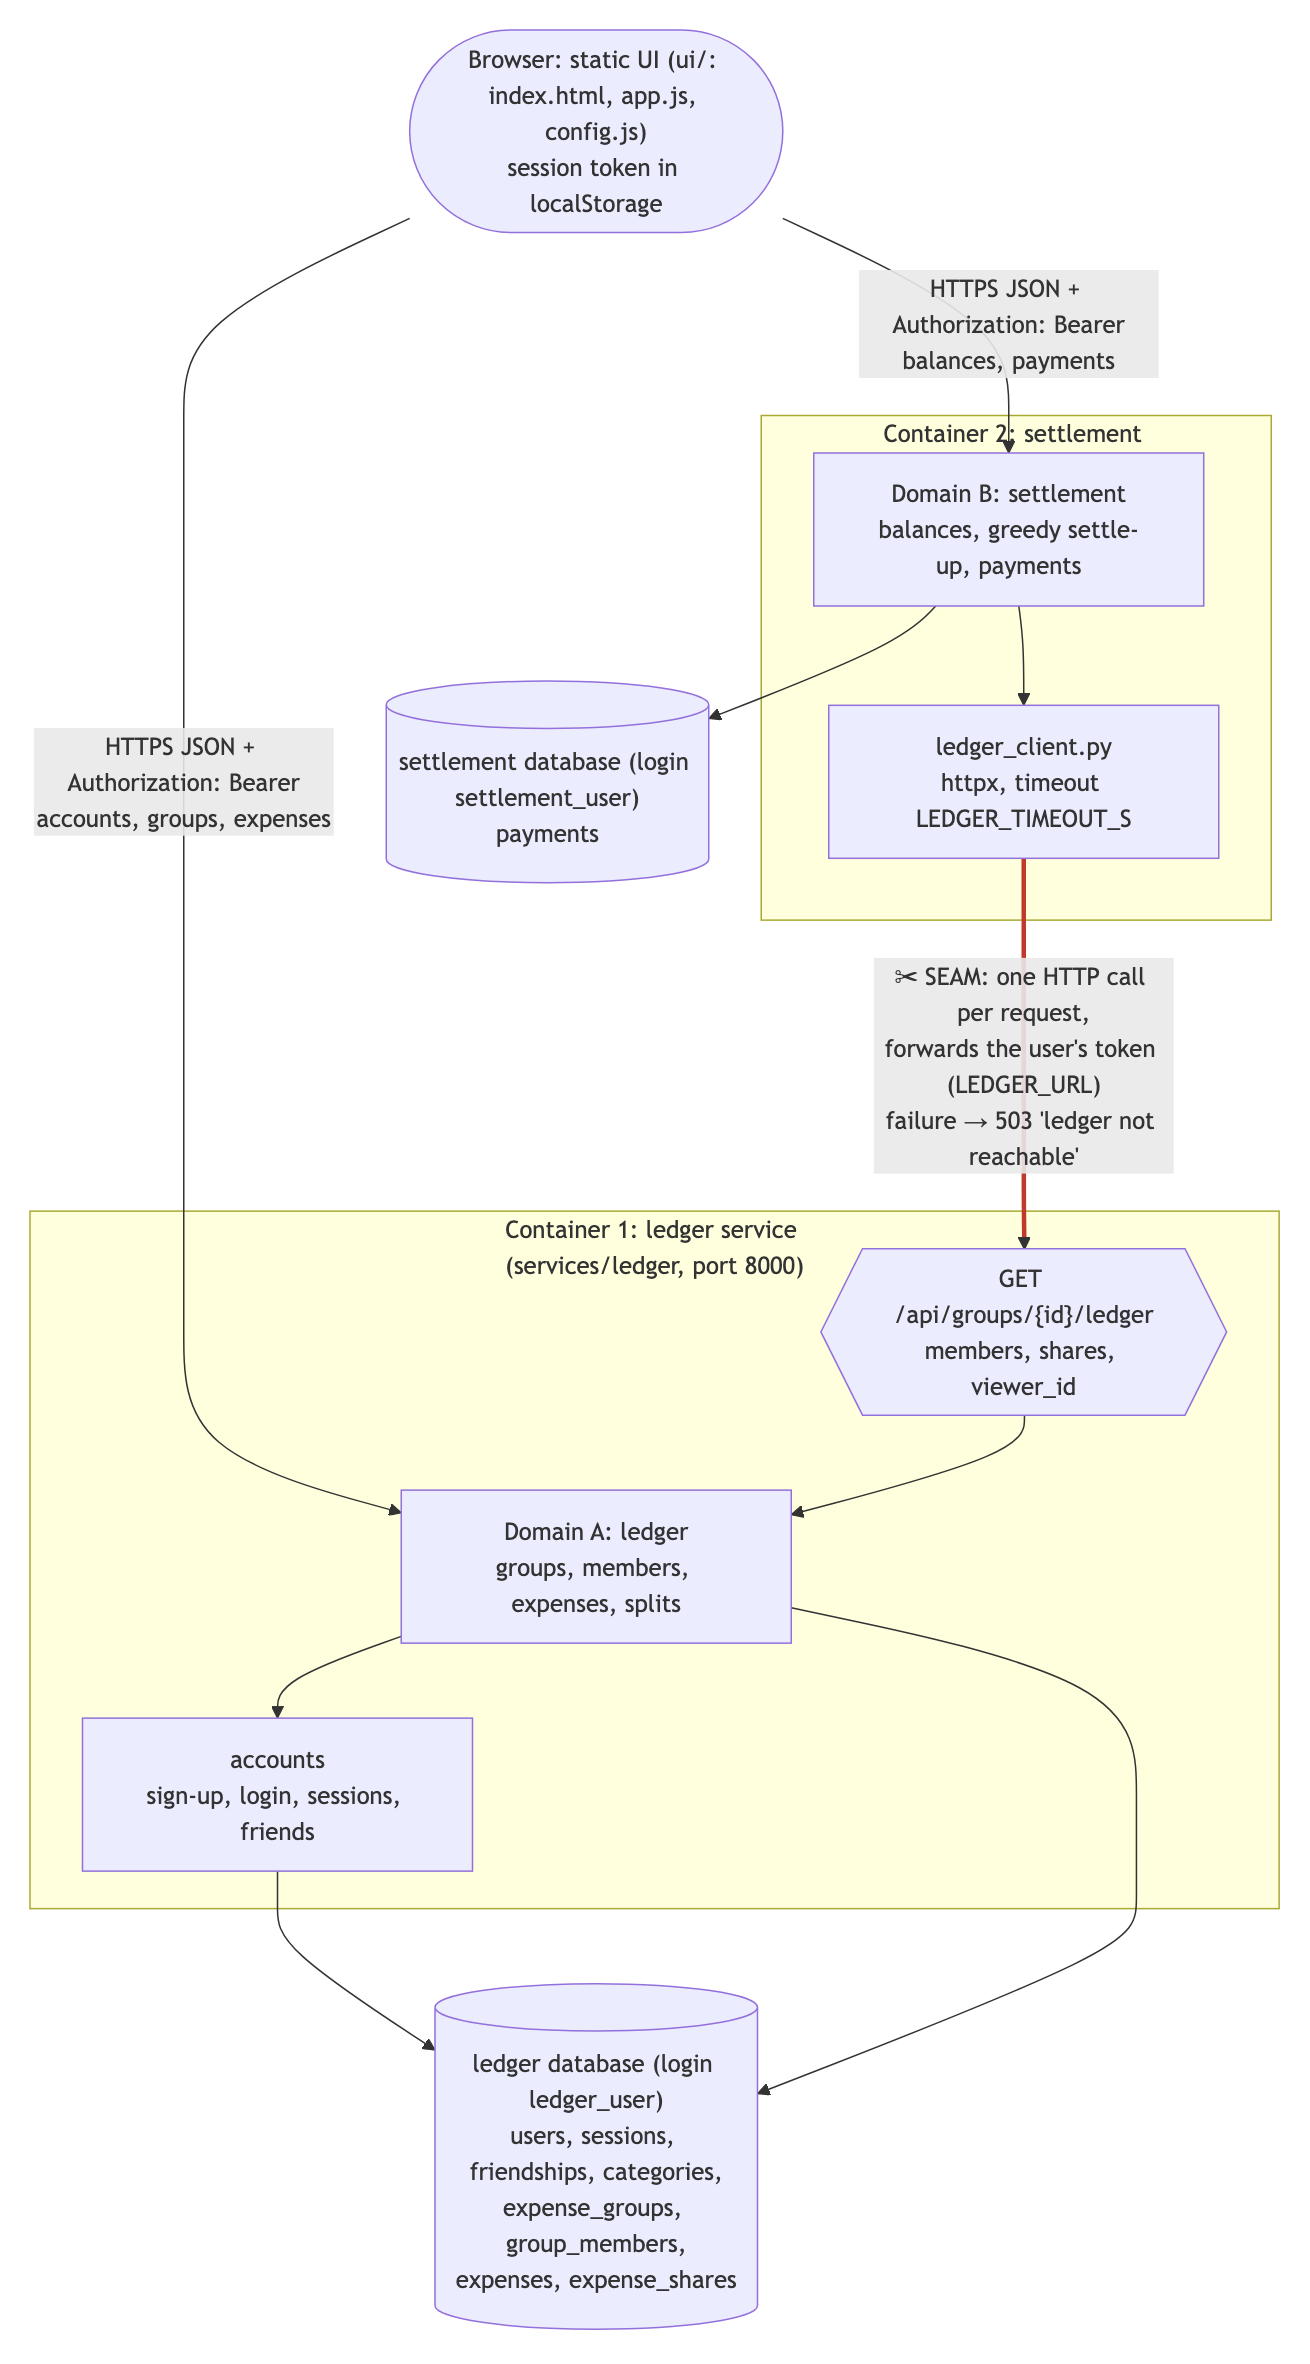 Browser: static UI (ui/:
index.html, app.js,
config.js)
session token in
localStorage
HTTPS JSON +
Authorization: Bearer
balances, payments
Container 2: settlement
Domain B: settlement
balances, greedy settle-
up, payments
HTTPS JSON +
Authorization: Bearer
accounts, groups, expenses
settlement database (login
settlement_user)
payments
ledger_client.py
httpx, timeout
LEDGER_TIMEOUT_S
✂ SEAM: one HTTP call
per request,
forwards the user's token
(LEDGER_URL)
failure → 503 'ledger not
reachable'
Container 1: ledger service
(services/ledger, port 8000)
GET
/api/groups/{id}/ledger
members, shares,
viewer_id
Domain A: ledger
groups, members,
expenses, splits
accounts
sign-up, login, sessions,
friends
ledger database (login
ledger_user)
users, sessions,
friendships, categories,
expense_groups,
group_members,
expenses, expense_shares